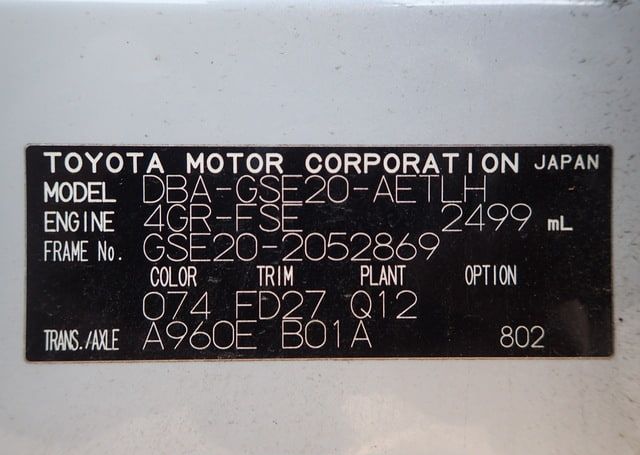 TOYOTA MOTOR CORPORATION JAPAN
MODEL DBA-GSE20-AETLH
ENGINE 4GR-FSE 2499 mL
FRAME No. GSE20-2052869
COLOR TRIM PLANT OPTION
074 FD27 Q12
TRANS./AXLE A960E B01A 802